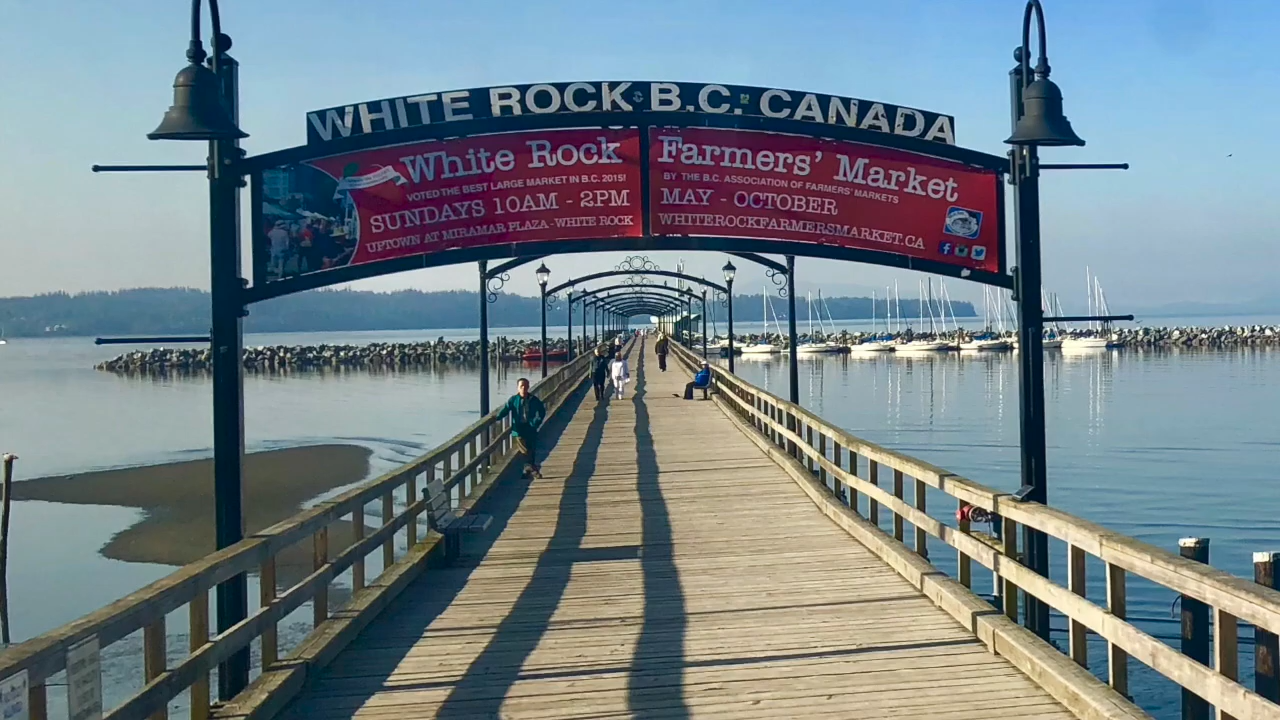 WHITE ROCK B.C. CANADA
White Rock
VOTED THE BEST LARGE MARKET IN B.C. 2015!
SUNDAYS 10AM - 2PM
UPTOWN AT MIRAMAR PLAZA - WHITE ROCK
Farmers' Market
BY THE B.C. ASSOCIATION OF FARMERS' MARKETS
MAY - OCTOBER
WHITEROCKFARMERSMARKET.CA